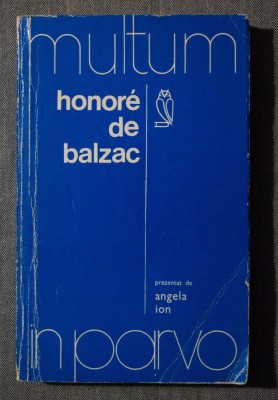 multum
honoré
de
balzac
prezentat de
angela
ion
in parvo